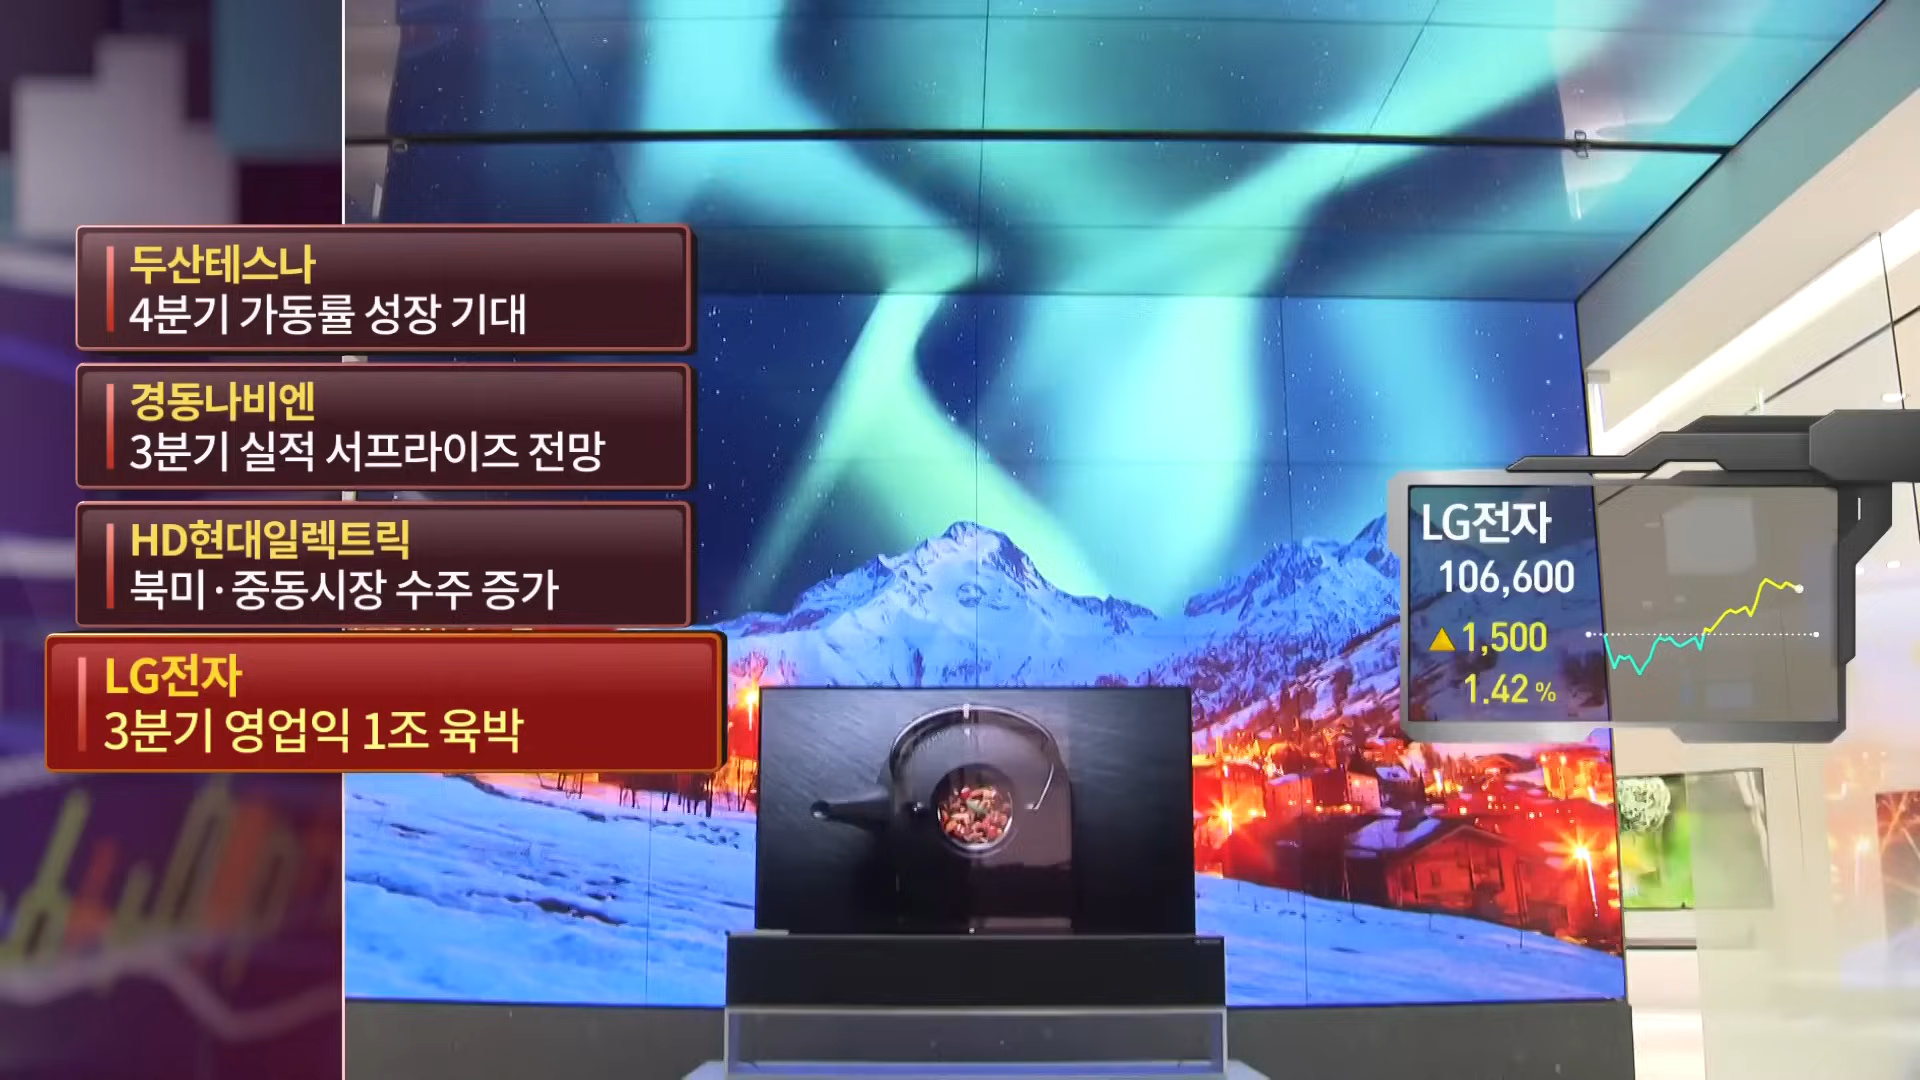 두산테스나
4분기 가동률 성장 기대
경동나비엔
3분기 실적 서프라이즈 전망
HD현대일렉트릭
북미·중동시장 수주 증가
LG전자
3분기 영업익 1조 육박
LG전자
106,600
▲1,500
1.42 %